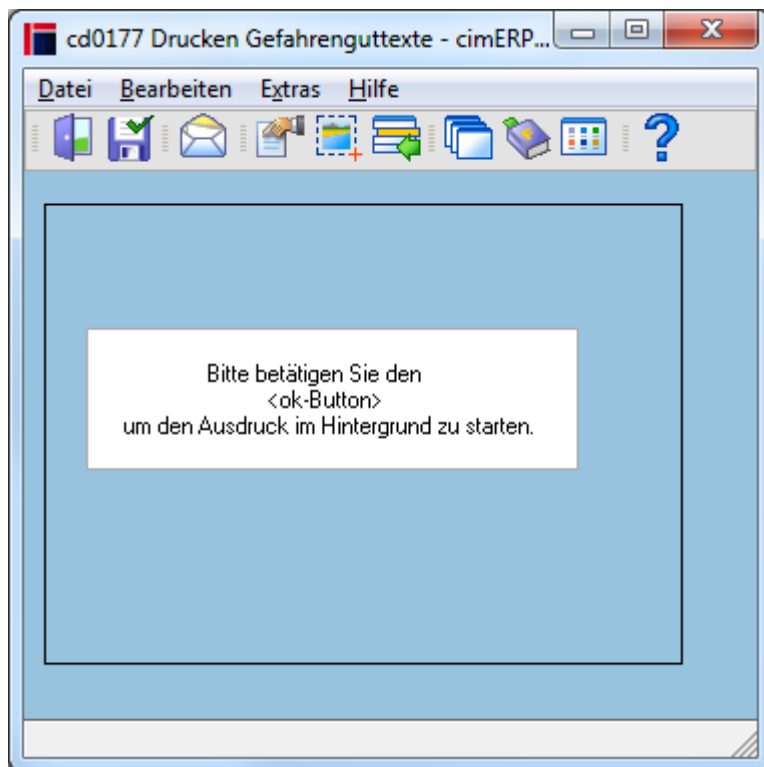 cd0177 Drucken Gefahrenguttexte - cimERP...
Datei Bearbeiten Extras Hilfe
Bitte betätigen Sie den
<ok-Button>
um den Ausdruck im Hintergrund zu starten.